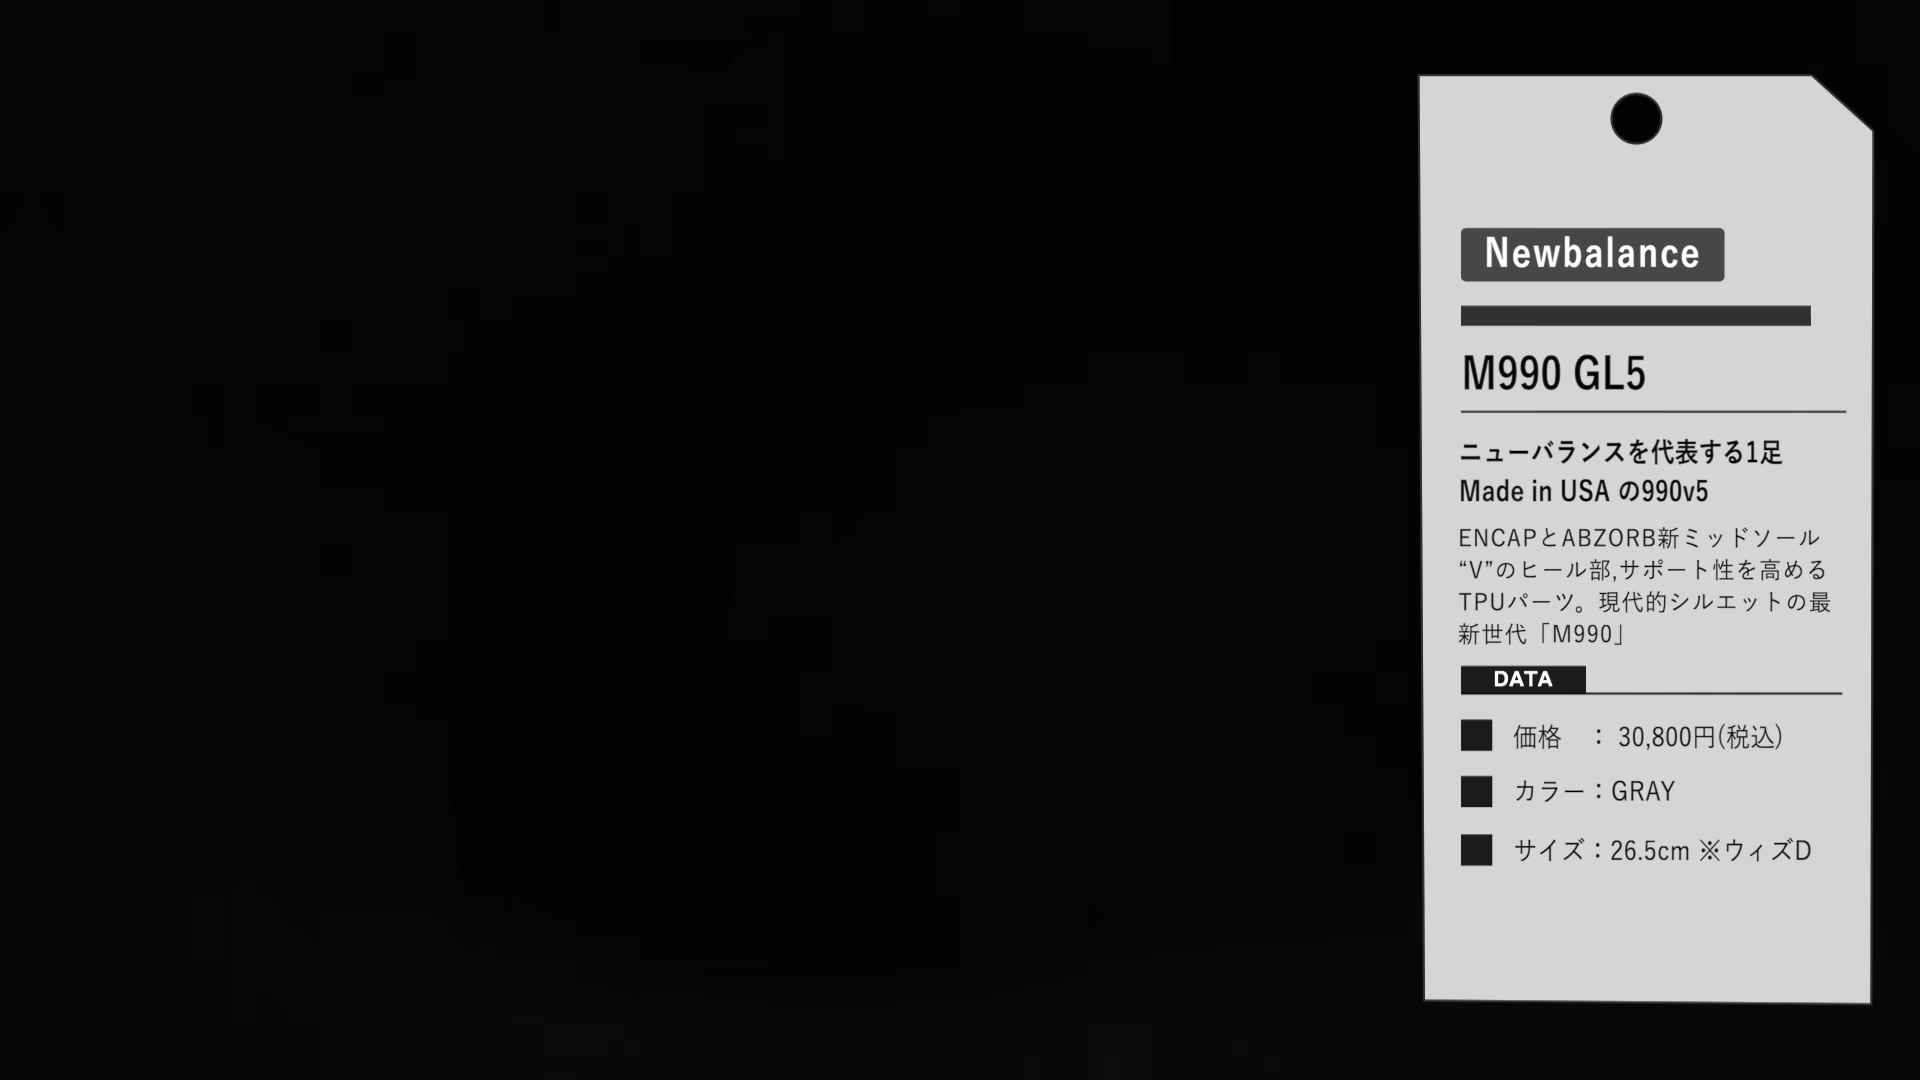 Newbalance
M990 GL5
ニューバランスを代表する1足
Made in USA の990v5
ENCAPとABZORB新ミッドソール
“V”のヒール部,サポート性を高める
TPUパーツ。現代的シルエットの最
新世代「M990」
DATA
価格　：30,800円(税込)
カラー：GRAY
サイズ：26.5cm ※ウィズD